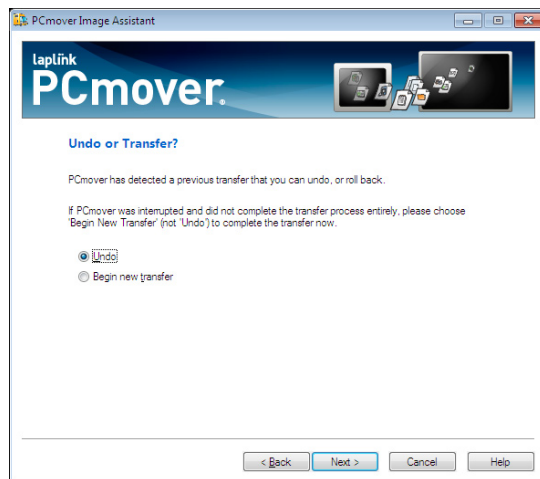 PCmover Image Assistant
laplink
PCmover.
Undo or Transfer?
PCmover has detected a previous transfer that you can undo, or roll back.
If PCmover was interrupted and did not complete the transfer process entirely, please choose
'Begin New Transfer' (not 'Undo') to complete the transfer now.
Undo
Begin new transfer
< Back
Next >
Cancel
Help